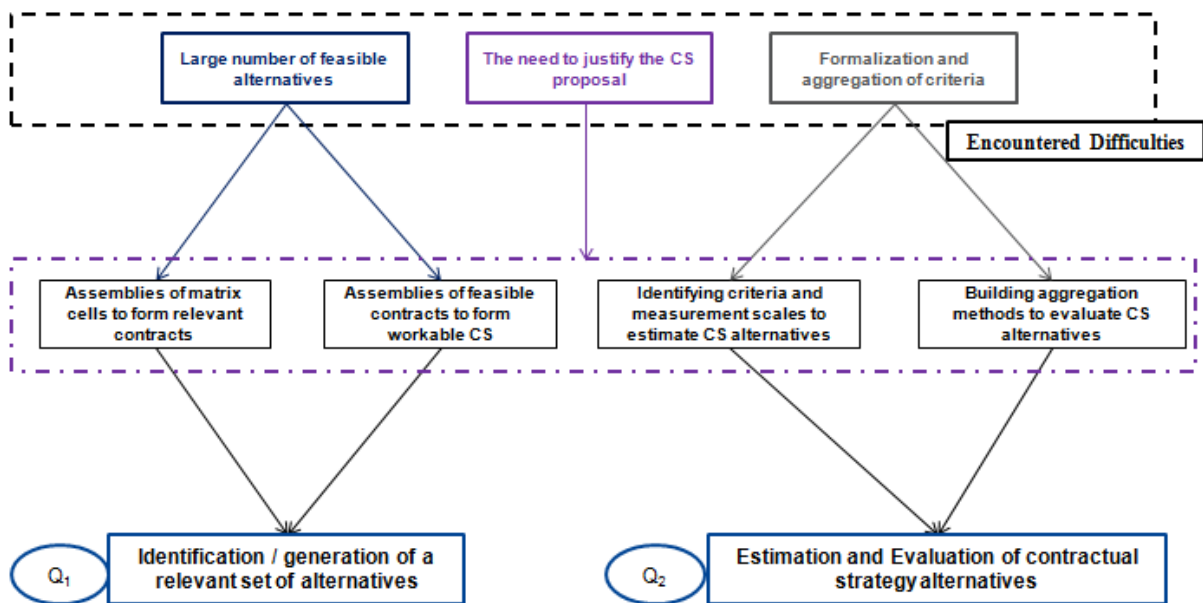 Large number of feasible
alternatives
The need to justify the CS
proposal
Formalization and
aggregation of criteria
Encountered Difficulties
Assemblies of matrix
cells to form relevant
contracts
Assemblies of feasible
contracts to form
workable CS
Identifying criteria and
measurement scales to
estimate CS alternatives
Building aggregation
methods to evaluate CS
alternatives
Q1
Identification / generation of a
relevant set of alternatives
Q2
Estimation and Evaluation of contractual
strategy alternatives